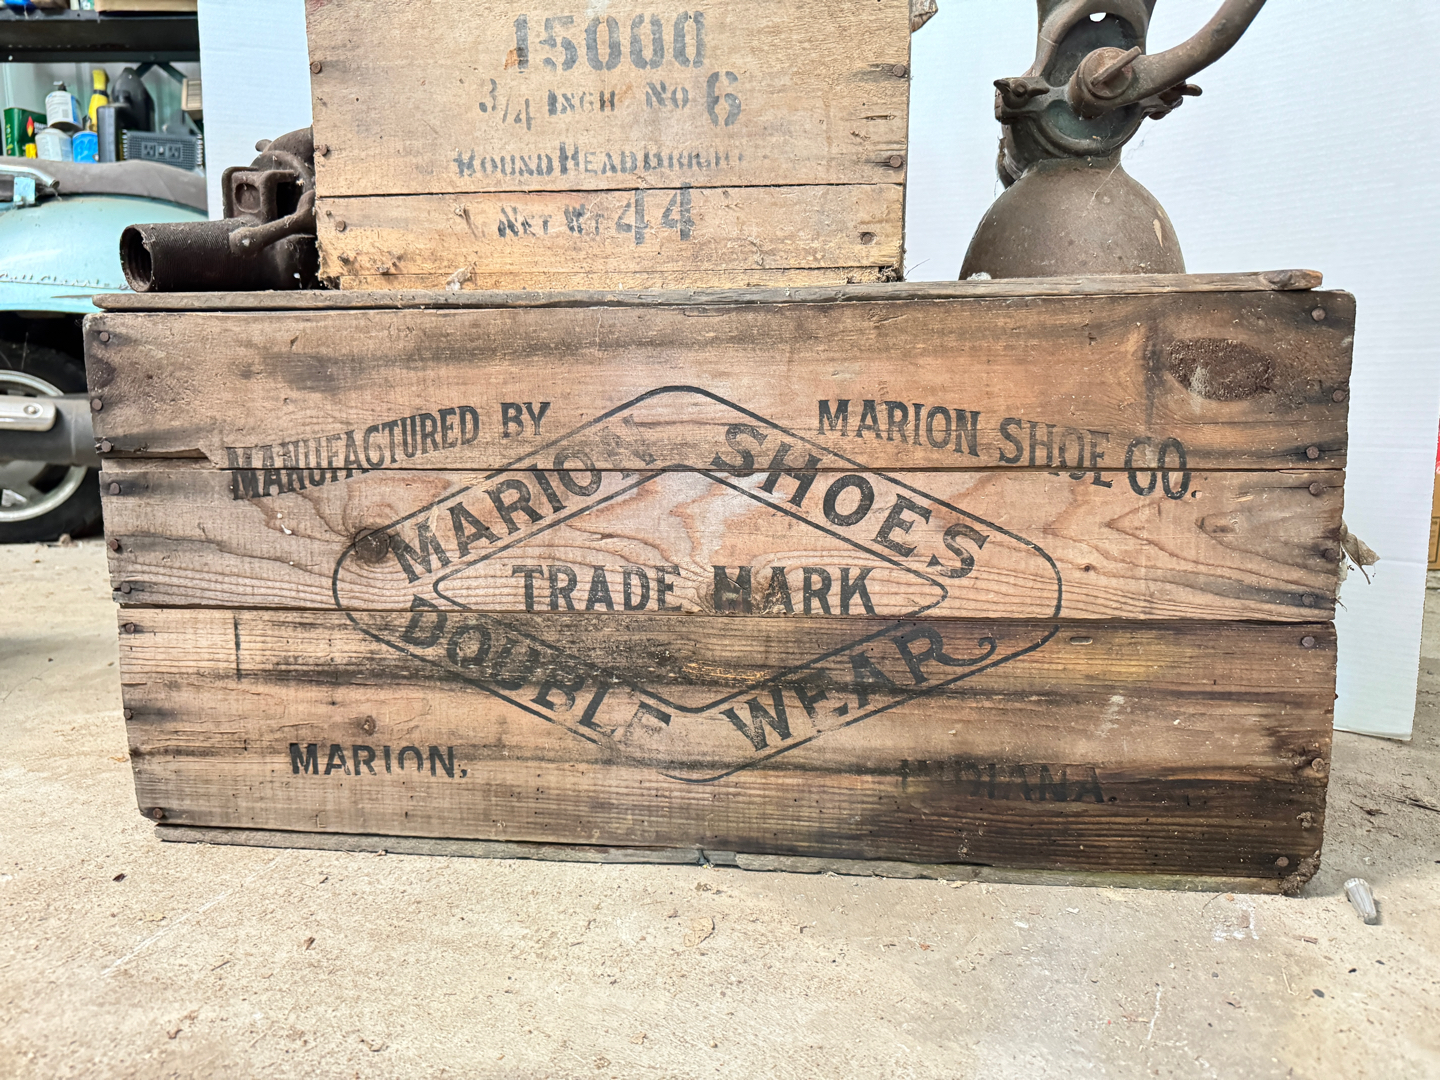 15000
3/4 INCH NO 6
ROUND HEAD BRIGHT
NET WT 44
MANUFACTURED BY MARION SHOE CO.
MARION SHOES
TRADE MARK
DOUBLE WEAR
MARION, INDIANA.